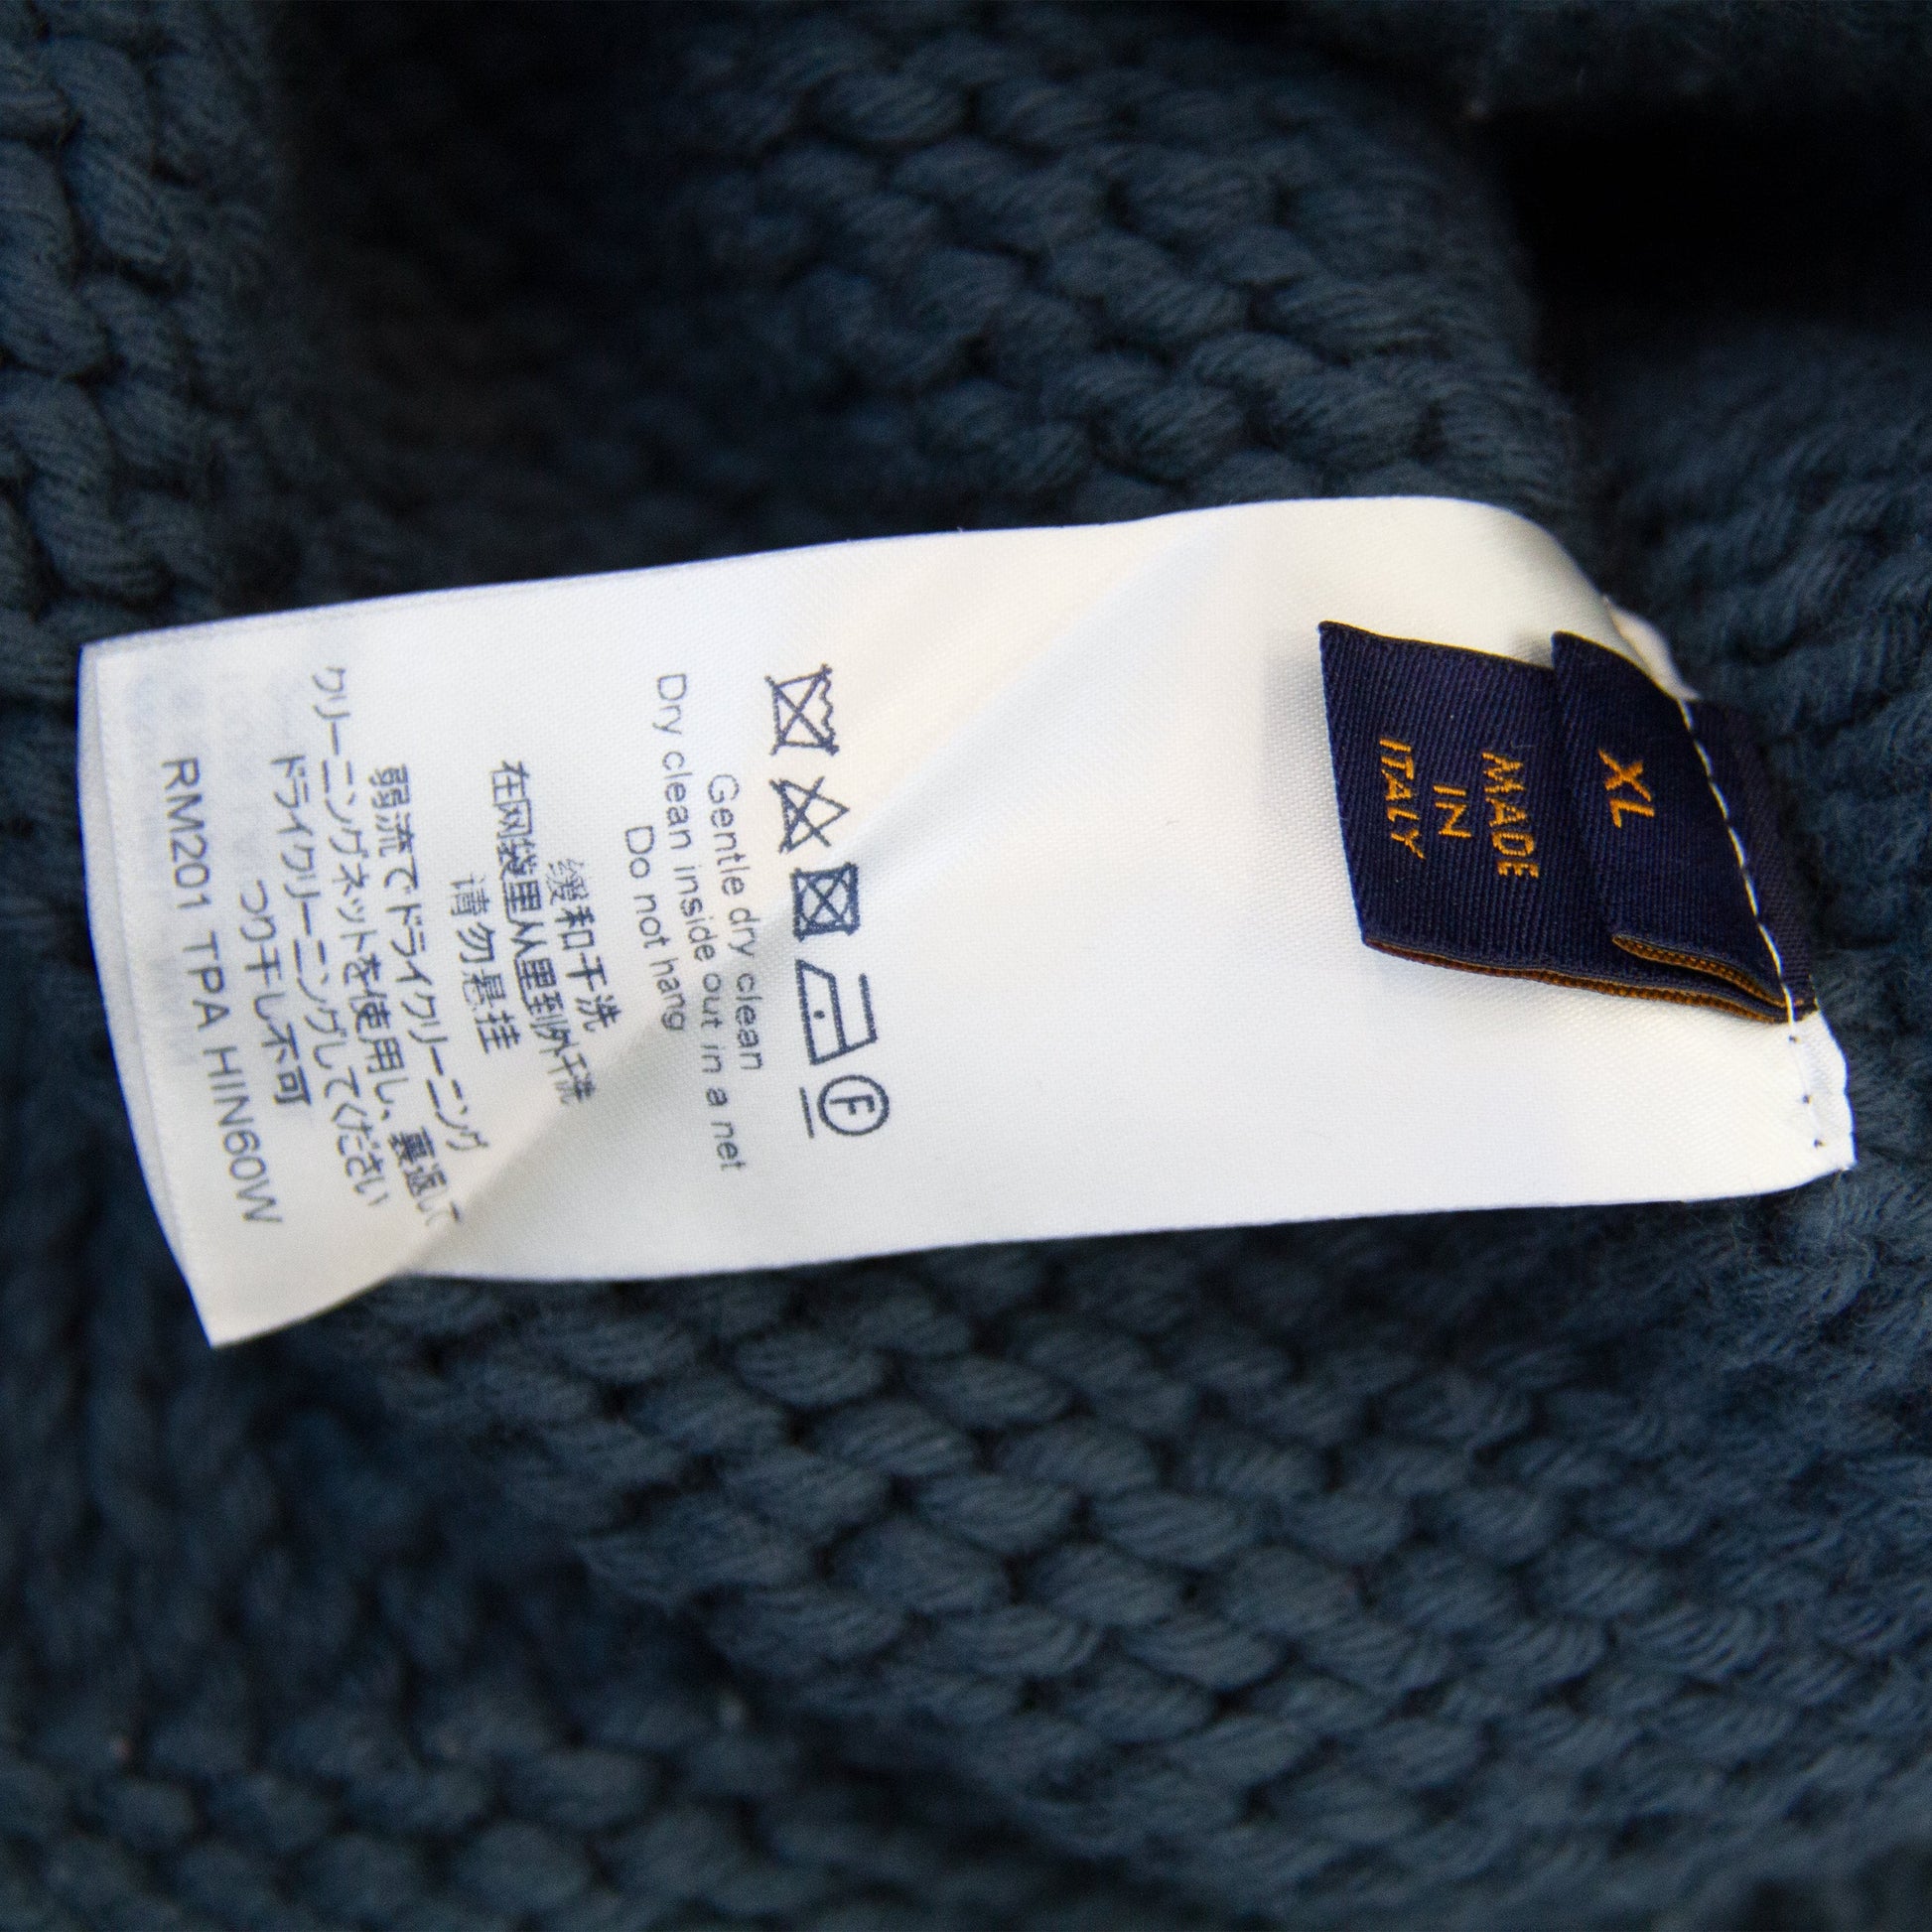 XL
MADE
IN
ITALY
F
Gentle dry clean
Dry clean inside out in a net
Do not hang
缓和干洗
在网袋里从里到外干洗
请勿悬挂
弱流でドライクリーニング
クリーニングネットを使用し、裏返して
ドライクリーニングしてください
つり干し不可
RM201 TPA HIN60W